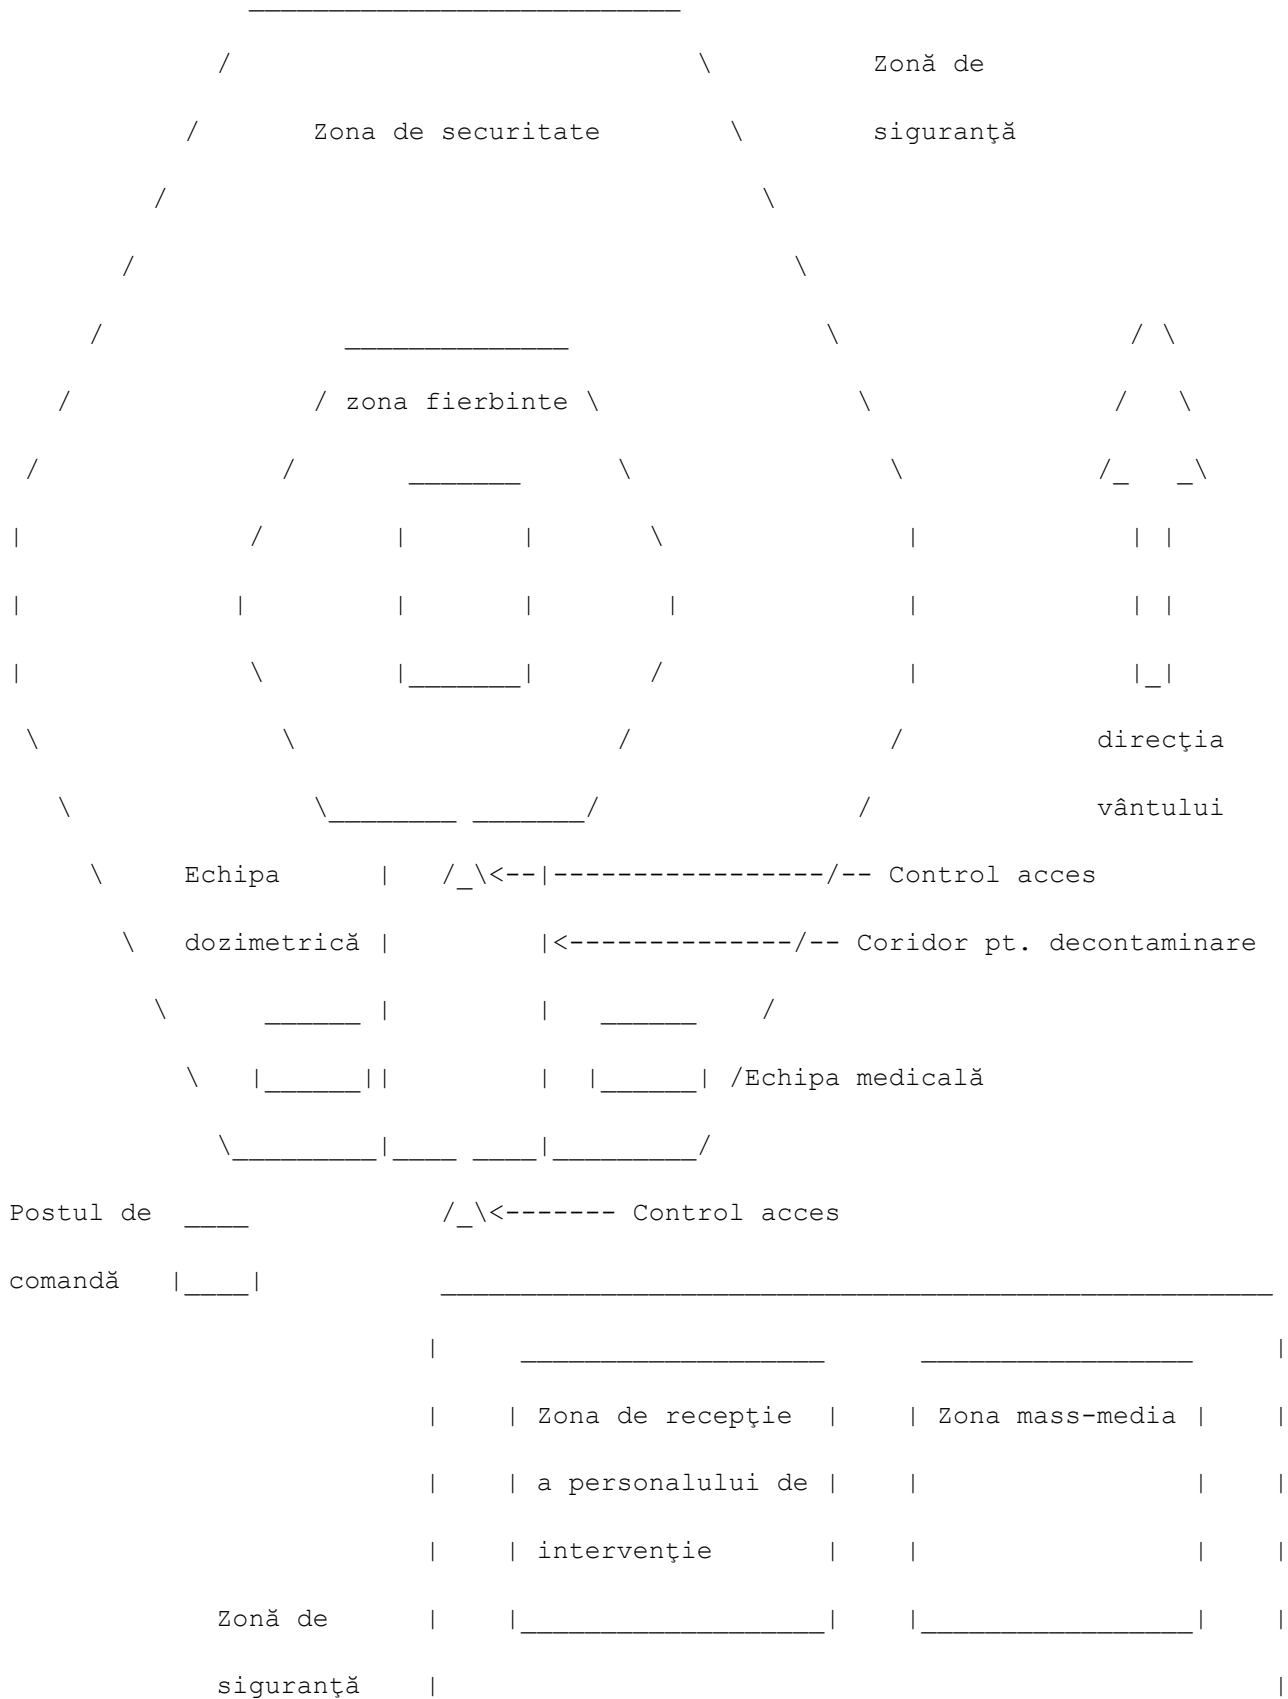 Zonă de
Zona de securitate
siguranţă
zona fierbinte
direcţia
vântului
Echipa
Control acces
dozimetrică
Coridor pt. decontaminare
Echipa medicală
Postul de
Control acces
comandă
Zona de recepţie
Zona mass-media
a personalului de
intervenţie
Zonă de
siguranţă